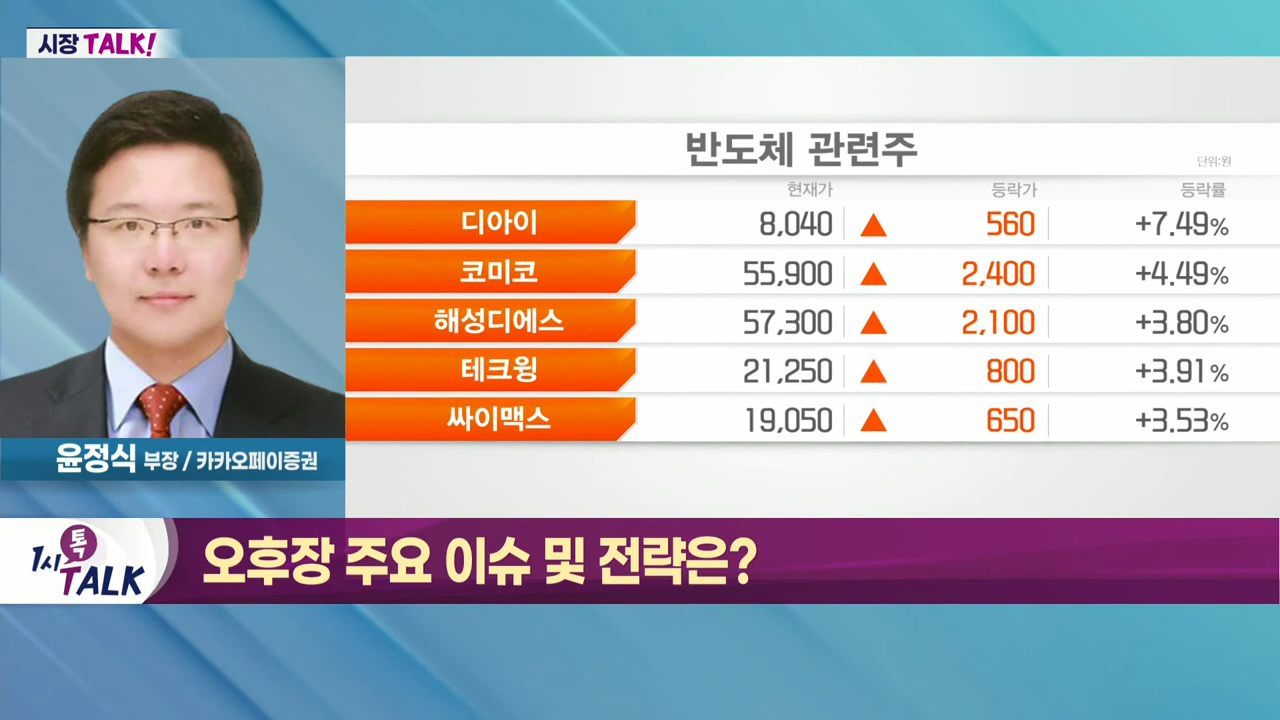 시장 TALK!
반도체 관련주
단위:원
현재가 등락가 등락률
디아이 8,040 ▲ 560 +7.49%
코미코 55,900 ▲ 2,400 +4.49%
해성디에스 57,300 ▲ 2,100 +3.80%
테크윙 21,250 ▲ 800 +3.91%
싸이맥스 19,050 ▲ 650 +3.53%
윤정식 부장 / 카카오페이증권
1시 톡 TALK
오후장 주요 이슈 및 전략은?